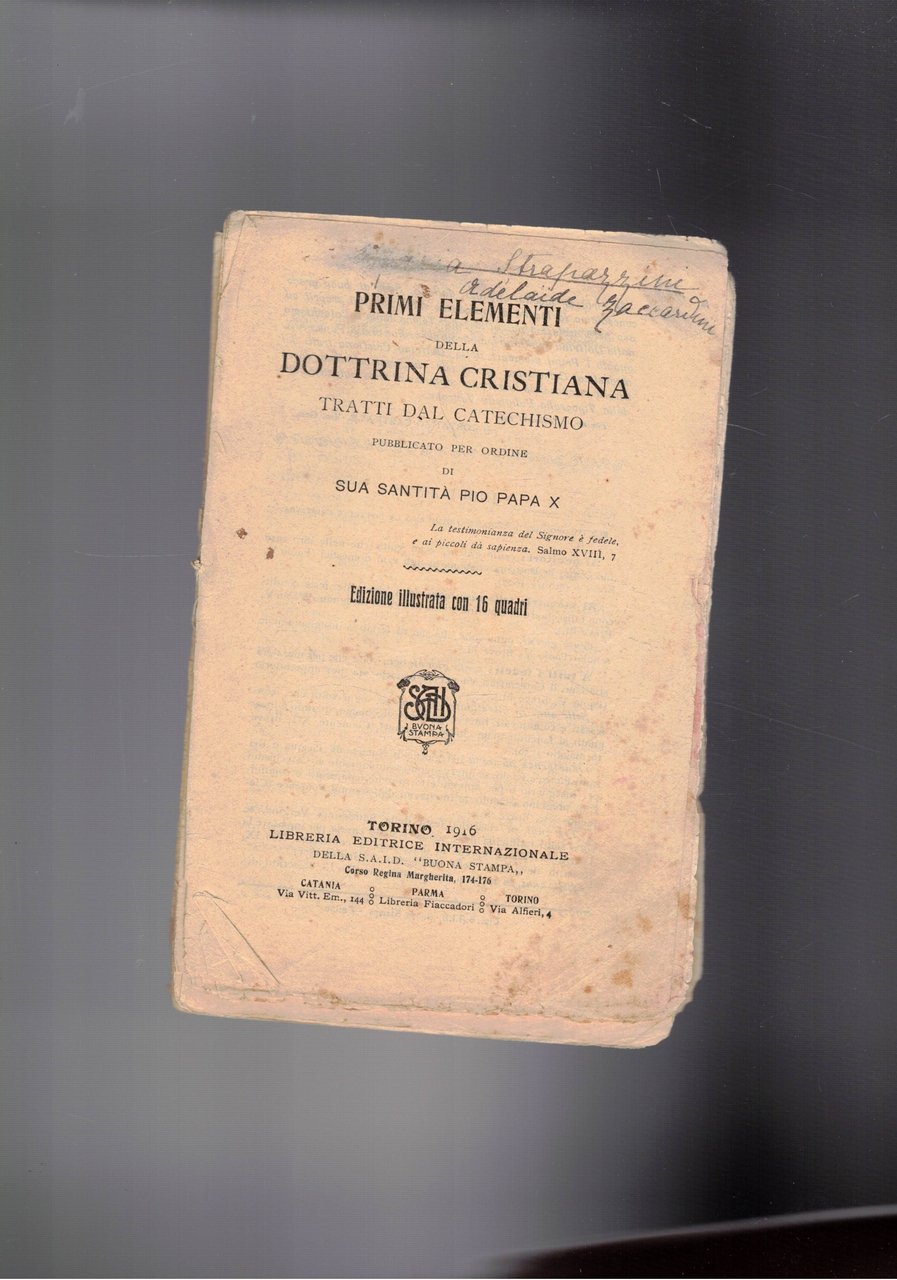 a Strapazzini
Adelaide Zaccardini
PRIMI ELEMENTI
DELLA
DOTTRINA CRISTIANA
TRATTI DAL CATECHISMO
PUBBLICATO PER ORDINE
DI
SUA SANTITÀ PIO PAPA X
La testimonianza del Signore è fedele,
e ai piccoli dà sapienza. Salmo XVIII, 7
Edizione illustrata con 16 quadri
SAID
BVONA
STAMPA
TORINO 1916
LIBRERIA EDITRICE INTERNAZIONALE
DELLA S.A.I.D. "BUONA STAMPA,,
Corso Regina Margherita, 174-176
CATANIA PARMA TORINO
Via Vitt. Em., 144 Libreria Fiaccadori Via Alfieri, 4